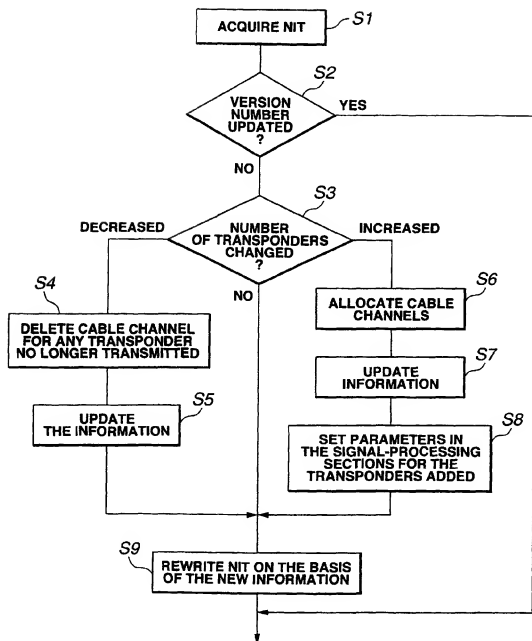 ACQUIRE NIT
S1
S2
VERSION
NUMBER
UPDATED
?
YES
NO
S3
DECREASED
NUMBER
OF TRANSPONDERS
CHANGED
?
INCREASED
NO
S4
DELETE CABLE CHANNEL
FOR ANY TRANSPONDER
NO LONGER TRANSMITTED
S6
ALLOCATE CABLE
CHANNELS
S5
UPDATE
THE INFORMATION
S7
UPDATE
INFORMATION
S8
SET PARAMETERS IN
THE SIGNAL-PROCESSING
SECTIONS FOR THE
TRANSPONDERS ADDED
S9
REWRITE NIT ON THE BASIS
OF THE NEW INFORMATION